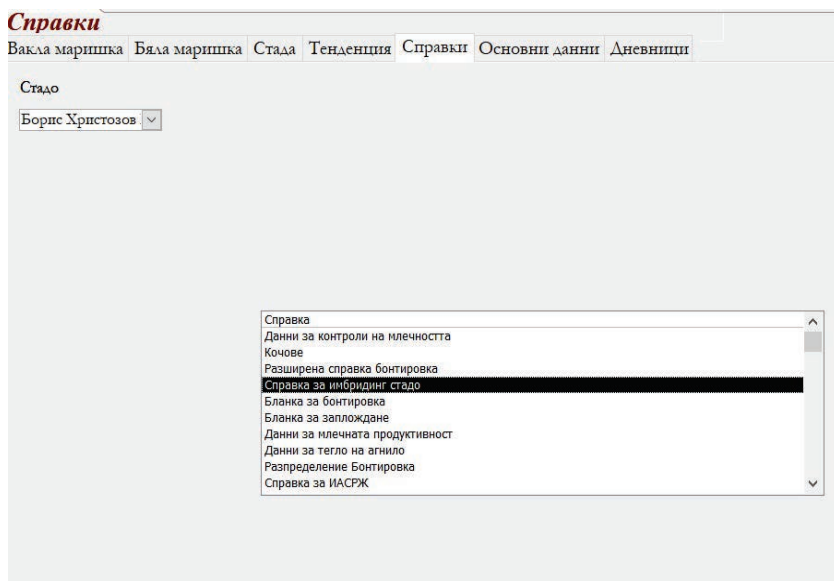 Справки
Вакла маришка Бяла маришка Стада Тенденция Справки Основни данни Дневници
Стадо
Борис Христозов
Справка
Данни за контроли на млечността
Кочове
Разширена справка бонтировка
Справка за имбридинг стадо
Бланка за бонтировка
Бланка за заплождане
Данни за млечната продуктивност
Данни за тегло на агнило
Разпределение Бонтировка
Справка за ИАСРЖ